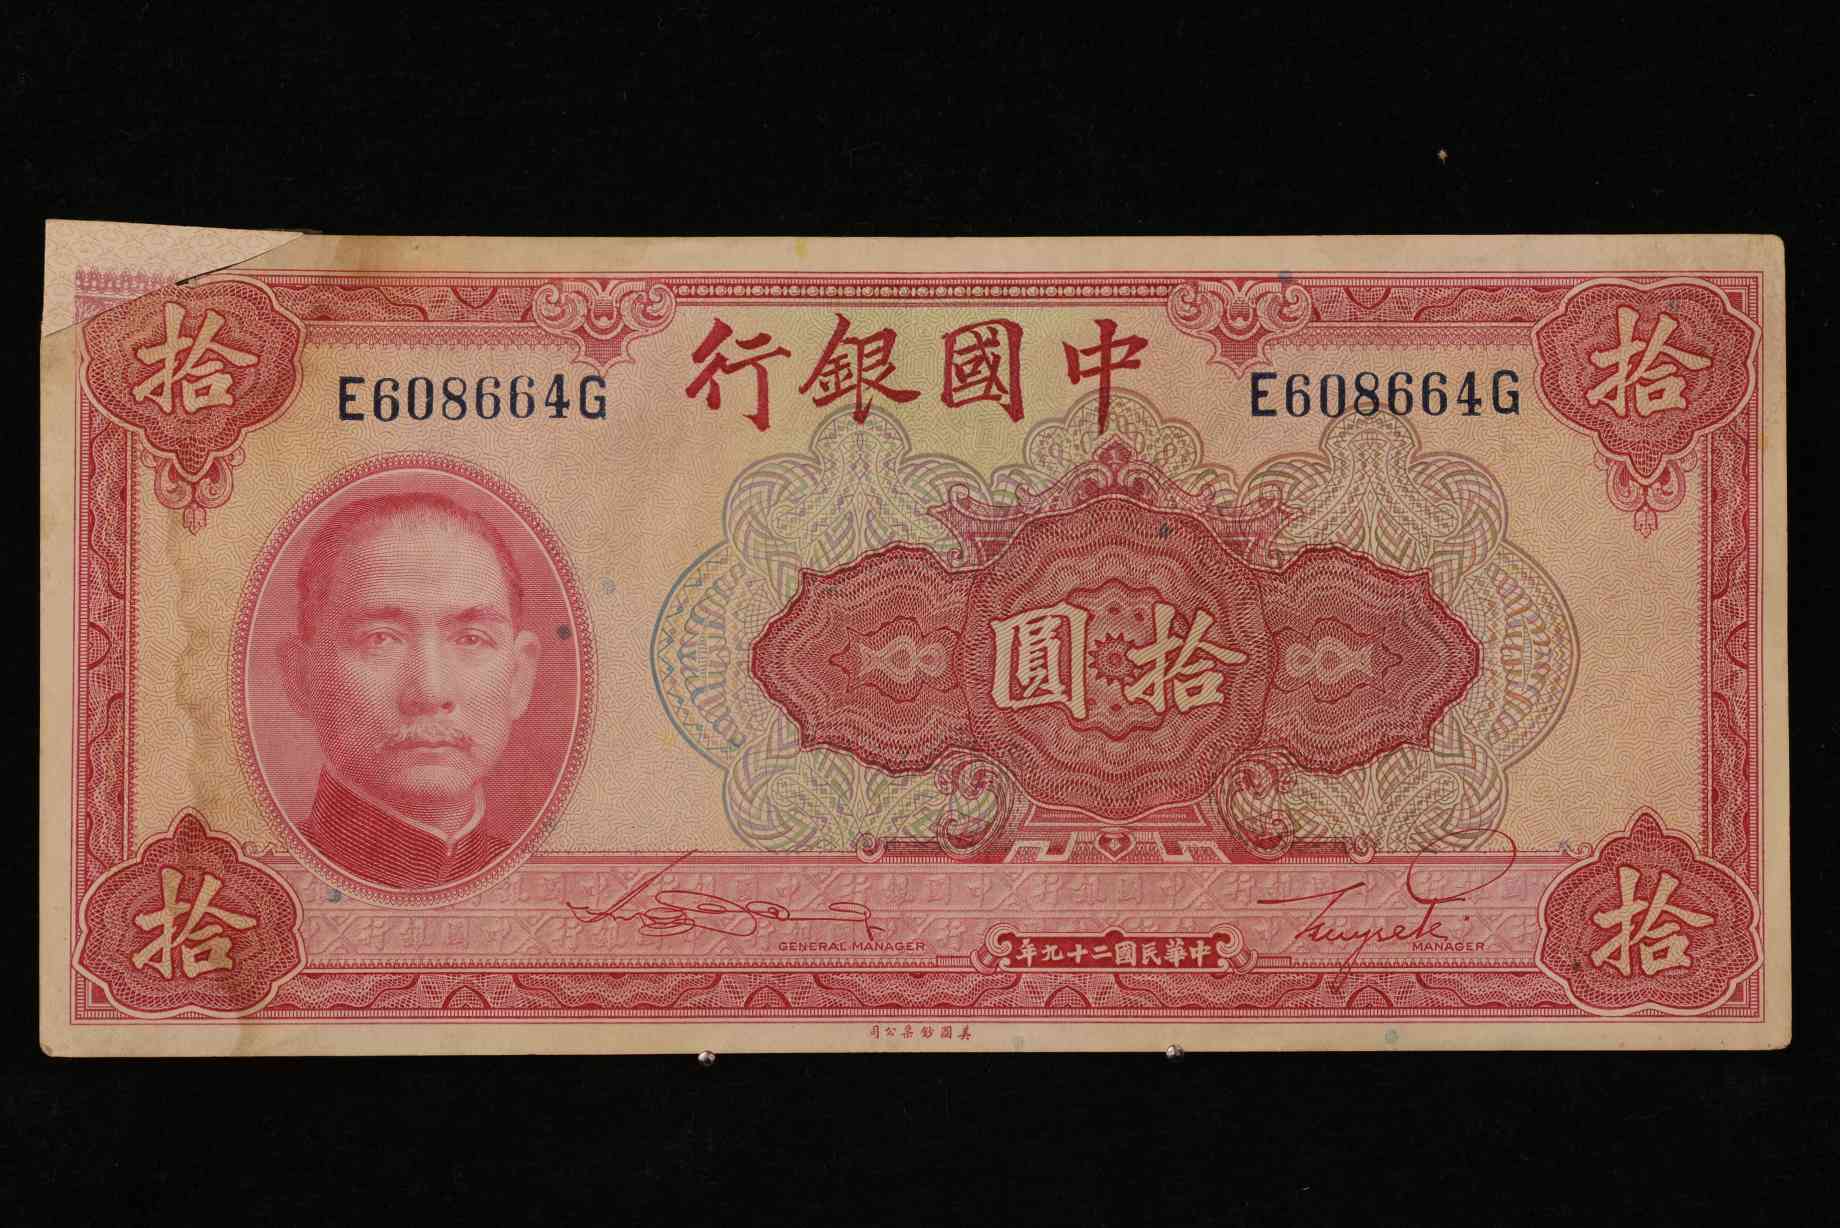 中國銀行
拾
拾
E608664G
E608664G
拾圓
GENERAL MANAGER
MANAGER
中華民國二十九年
拾
拾
美國鈔票公司